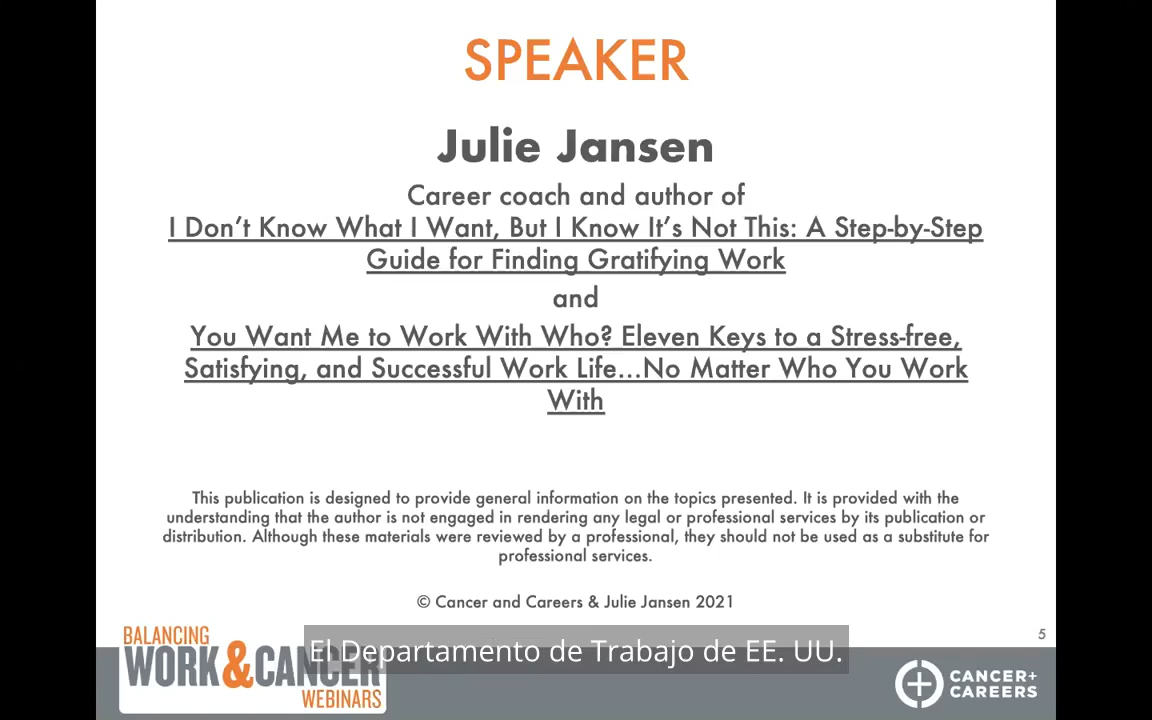 SPEAKER
Julie Jansen
Career coach and author of
I Don’t Know What I Want, But I Know It’s Not This: A Step-by-Step
Guide for Finding Gratifying Work
and
You Want Me to Work With Who? Eleven Keys to a Stress-free,
Satisfying, and Successful Work Life...No Matter Who You Work
With
This publication is designed to provide general information on the topics presented. It is provided with the
understanding that the author is not engaged in rendering any legal or professional services by its publication or
distribution. Although these materials were reviewed by a professional, they should not be used as a substitute for
professional services.
© Cancer and Careers & Julie Jansen 2021
5
BALANCING
WORK & CANCER
WEBINARS
El Departamento de Trabajo de EE. UU.
CANCER+
CAREERS